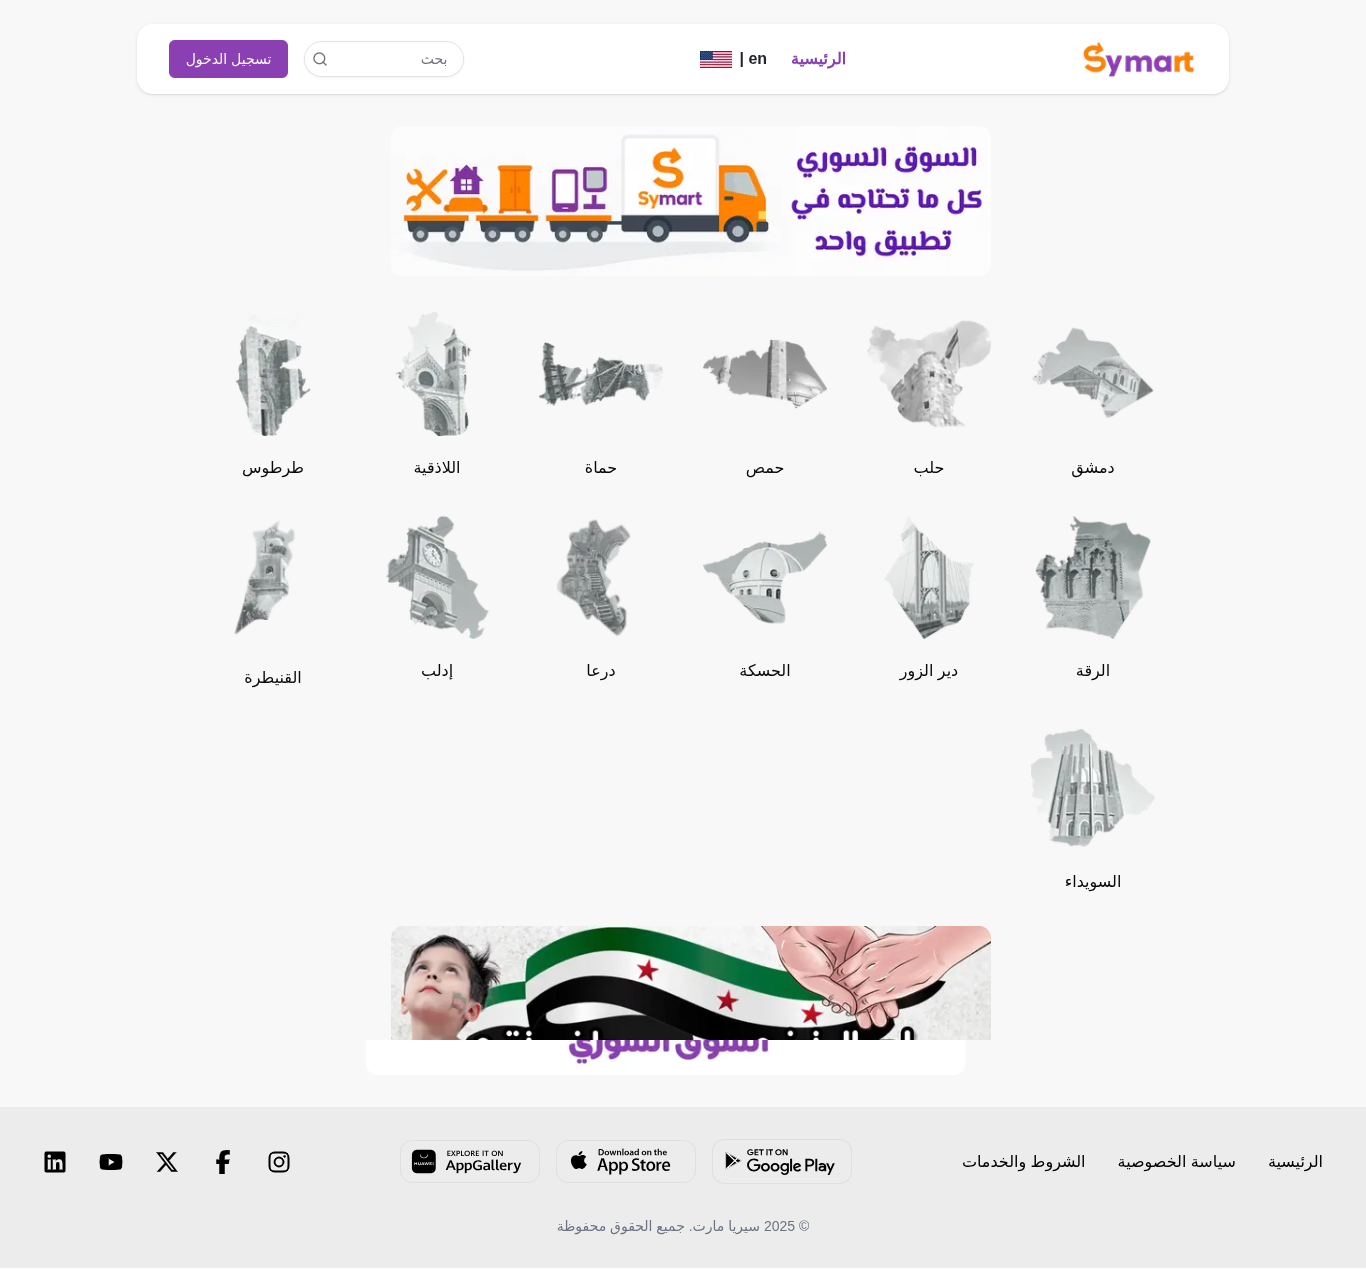 Symart
الرئيسية
en |
بحث
تسجيل الدخول
السوق السوري
كل ما تحتاجه في
تطبيق واحد
Symart
دمشق
حلب
حمص
حماة
اللاذقية
طرطوس
الرقة
دير الزور
الحسكة
درعا
إدلب
القنيطرة
السويداء
السوق السوري
الرئيسية
سياسة الخصوصية
الشروط والخدمات
GET IT ON
Google Play
Download on the
App Store
HUAWEI
EXPLORE IT ON
AppGallery
© 2025 سيريا مارت. جميع الحقوق محفوظة